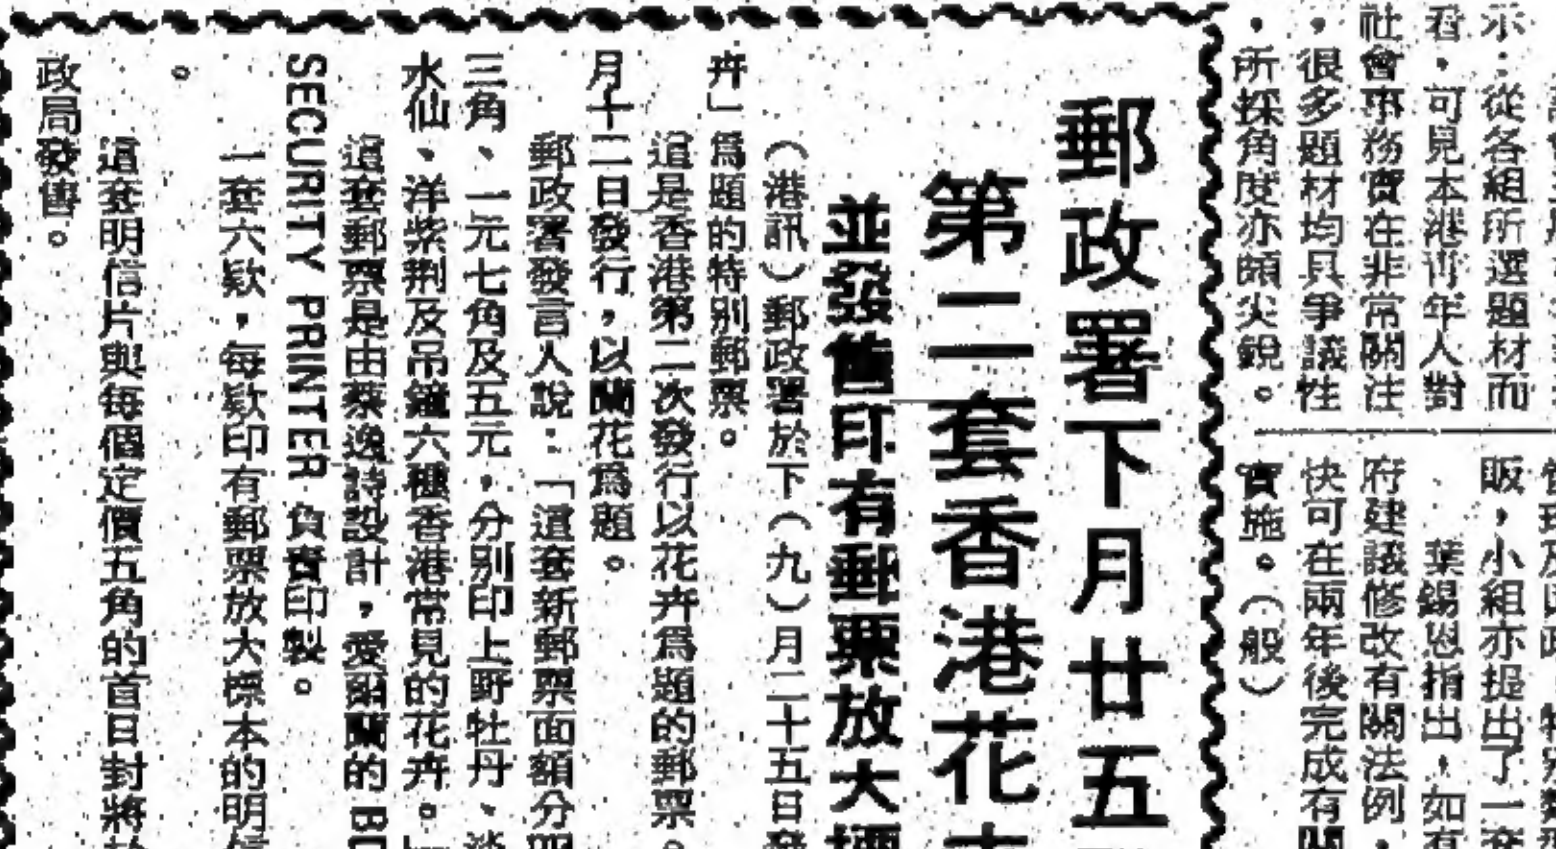 示：從各組所選題材而
看，可見本港青年人對
社會事務實在非常關注
，很多題材均具爭議性
，所探角度亦頗尖銳。
販，小組亦提出了一套
葉錫恩指出，如有
府建議修改有關法例，
快可在兩年後完成有關
實施。（般）
郵政署下月廿五
第二套香港花
並發售印有郵票放大
（港訊）郵政署於下（九）月二十五日發
卉」爲題的特別郵票。
這是香港第二次發行以花卉爲題的郵票。
月十二日發行，以蘭花爲題。
郵政署發言人說：「這套新郵票面額分四
三角、一元七角及五元，分別印上野牡丹、淡
水仙、洋紫荆及吊鐘六種香港常見的花卉。
這套郵票是由蔡逸詩設計，愛爾蘭的
SECURITY PRINTER 負責印製。
一套六款，每款印有郵票放大標本的明信
。
這套明信片與每個定價五角的首日封將於
政局發售。